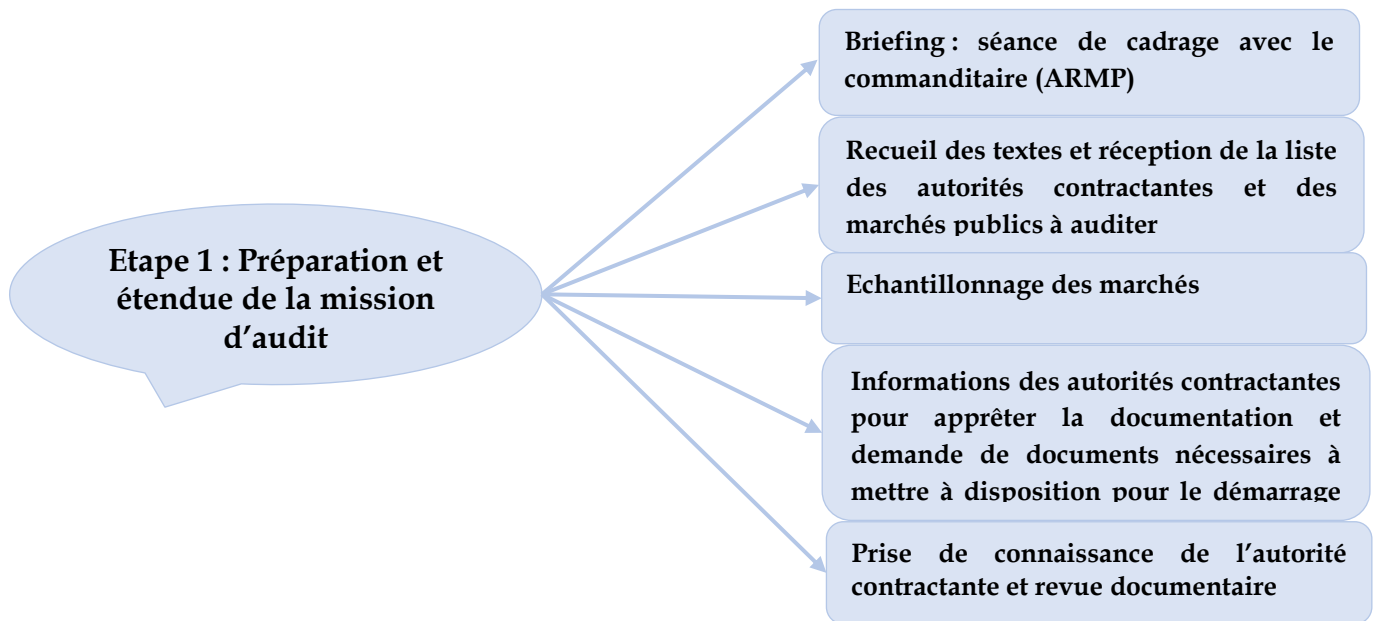 Etape 1 : Préparation et
étendue de la mission
d’audit
Briefing : séance de cadrage avec le
commanditaire (ARMP)
Recueil des textes et réception de la liste
des autorités contractantes et des
marchés publics à auditer
Echantillonnage des marchés
Informations des autorités contractantes
pour apprêter la documentation et
demande de documents nécessaires à
mettre à disposition pour le démarrage
Prise de connaissance de l’autorité
contractante et revue documentaire